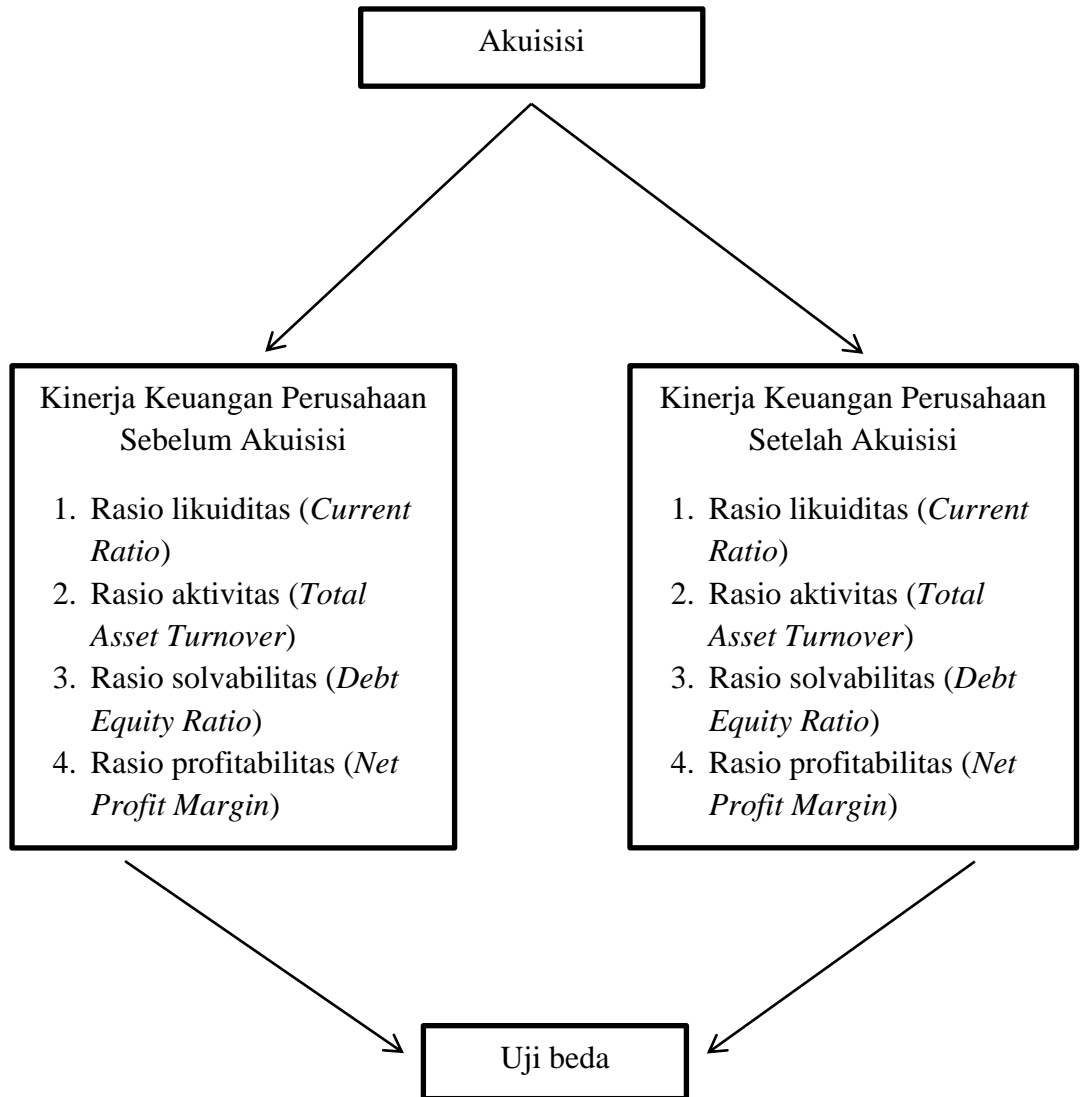 Akuisisi
Kinerja Keuangan Perusahaan
Sebelum Akuisisi
1. Rasio likuiditas (Current
Ratio)
2. Rasio aktivitas (Total
Asset Turnover)
3. Rasio solvabilitas (Debt
Equity Ratio)
4. Rasio profitabilitas (Net
Profit Margin)
Kinerja Keuangan Perusahaan
Setelah Akuisisi
1. Rasio likuiditas (Current
Ratio)
2. Rasio aktivitas (Total
Asset Turnover)
3. Rasio solvabilitas (Debt
Equity Ratio)
4. Rasio profitabilitas (Net
Profit Margin)
Uji beda